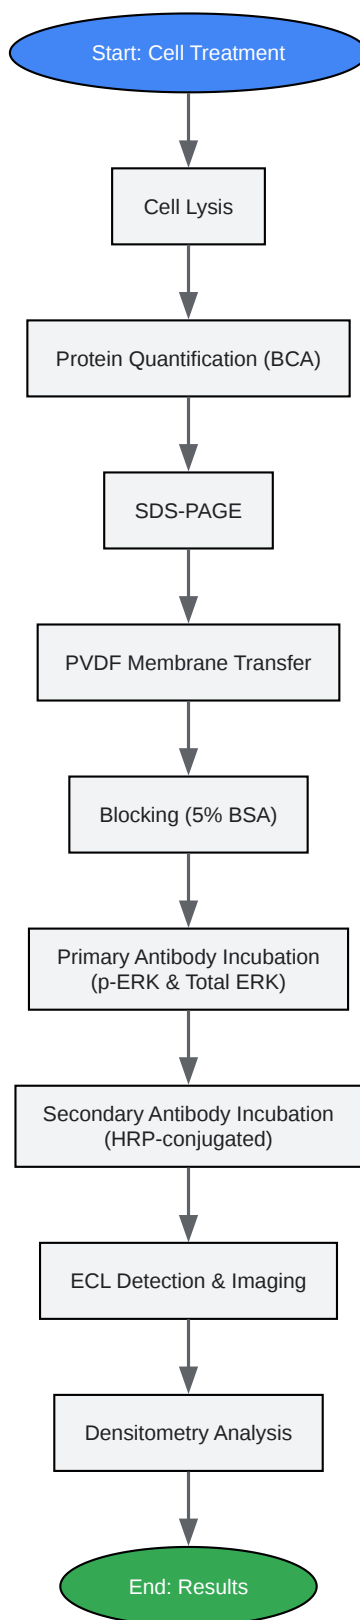 Start: Cell Treatment
Cell Lysis
Protein Quantification (BCA)
SDS-PAGE
PVDF Membrane Transfer
Blocking (5% BSA)
Primary Antibody Incubation
(p-ERK & Total ERK)
Secondary Antibody Incubation
(HRP-conjugated)
ECL Detection & Imaging
Densitometry Analysis
End: Results